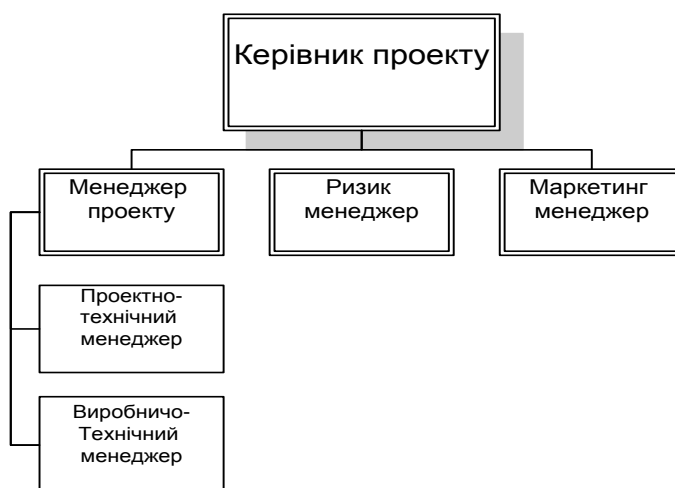 Керівник проекту
Менеджер
проекту
Ризик
менеджер
Маркетинг
менеджер
Проектно-
технічний
менеджер
Виробничо-
Технічний
менеджер